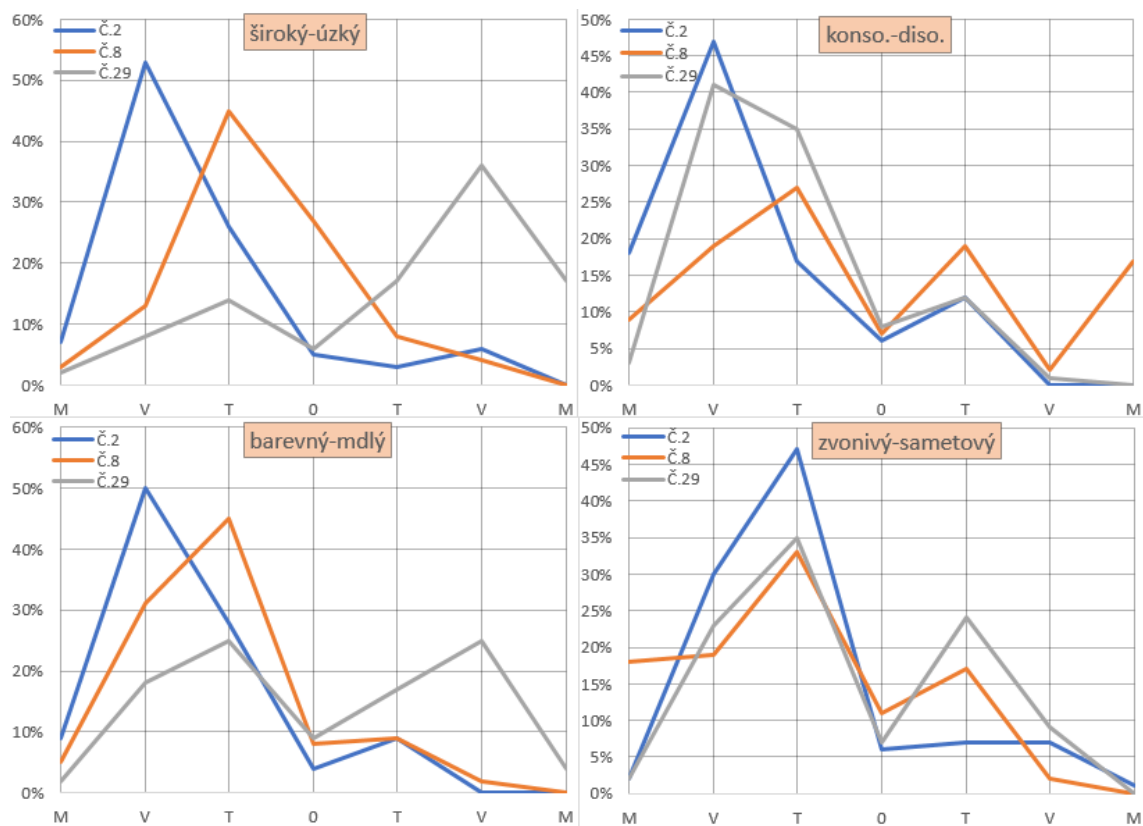 široký-úzký
Č.2
Č.8
Č.29
60%
50%
40%
30%
20%
10%
0%
M V T 0 T V M
konso.-diso.
Č.2
Č.8
Č.29
50%
45%
40%
35%
30%
25%
20%
15%
10%
5%
0%
M V T 0 T V M
barevný-mdlý
Č.2
Č.8
Č.29
60%
50%
40%
30%
20%
10%
0%
M V T 0 T V M
zvonivý-sametový
Č.2
Č.8
Č.29
50%
45%
40%
35%
30%
25%
20%
15%
10%
5%
0%
M V T 0 T V M